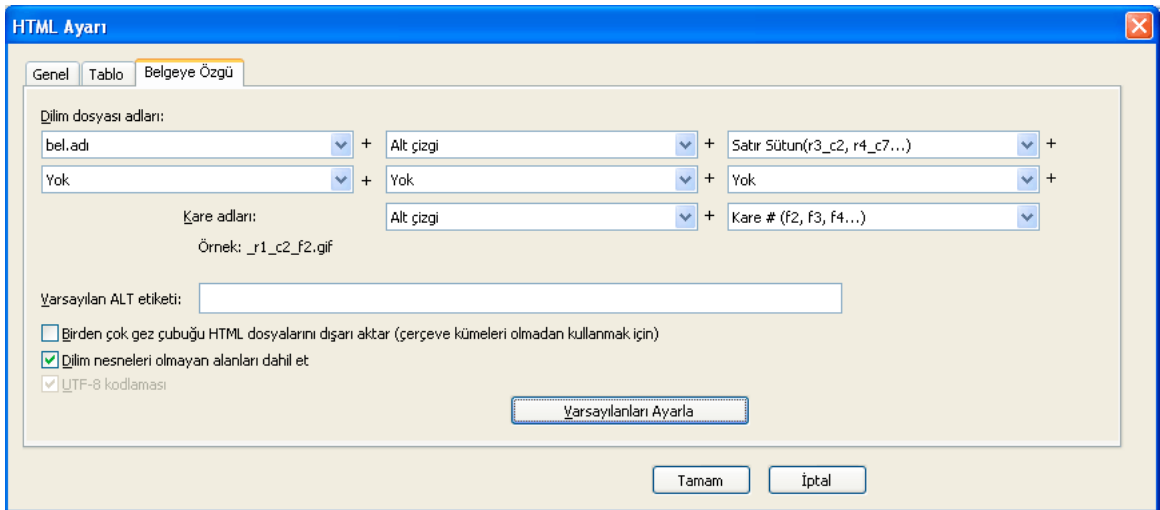 HTML Ayarı
Genel Tablo Belgeye Özgü
Dilim dosyası adları:
bel.adı + Alt çizgi + Satır Sütun(r3_c2, r4_c7...) +
Yok + Yok + Yok +
Kare adları: Alt çizgi + Kare # (f2, f3, f4...)
Örnek: _r1_c2_f2.gif
Varsayılan ALT etiketi:
Birden çok gez çubuğu HTML dosyalarını dışarı aktar (çerçeve kümeleri olmadan kullanmak için)
Dilim nesneleri olmayan alanları dahil et
UTF-8 kodlaması
Varsayılanları Ayarla
Tamam İptal